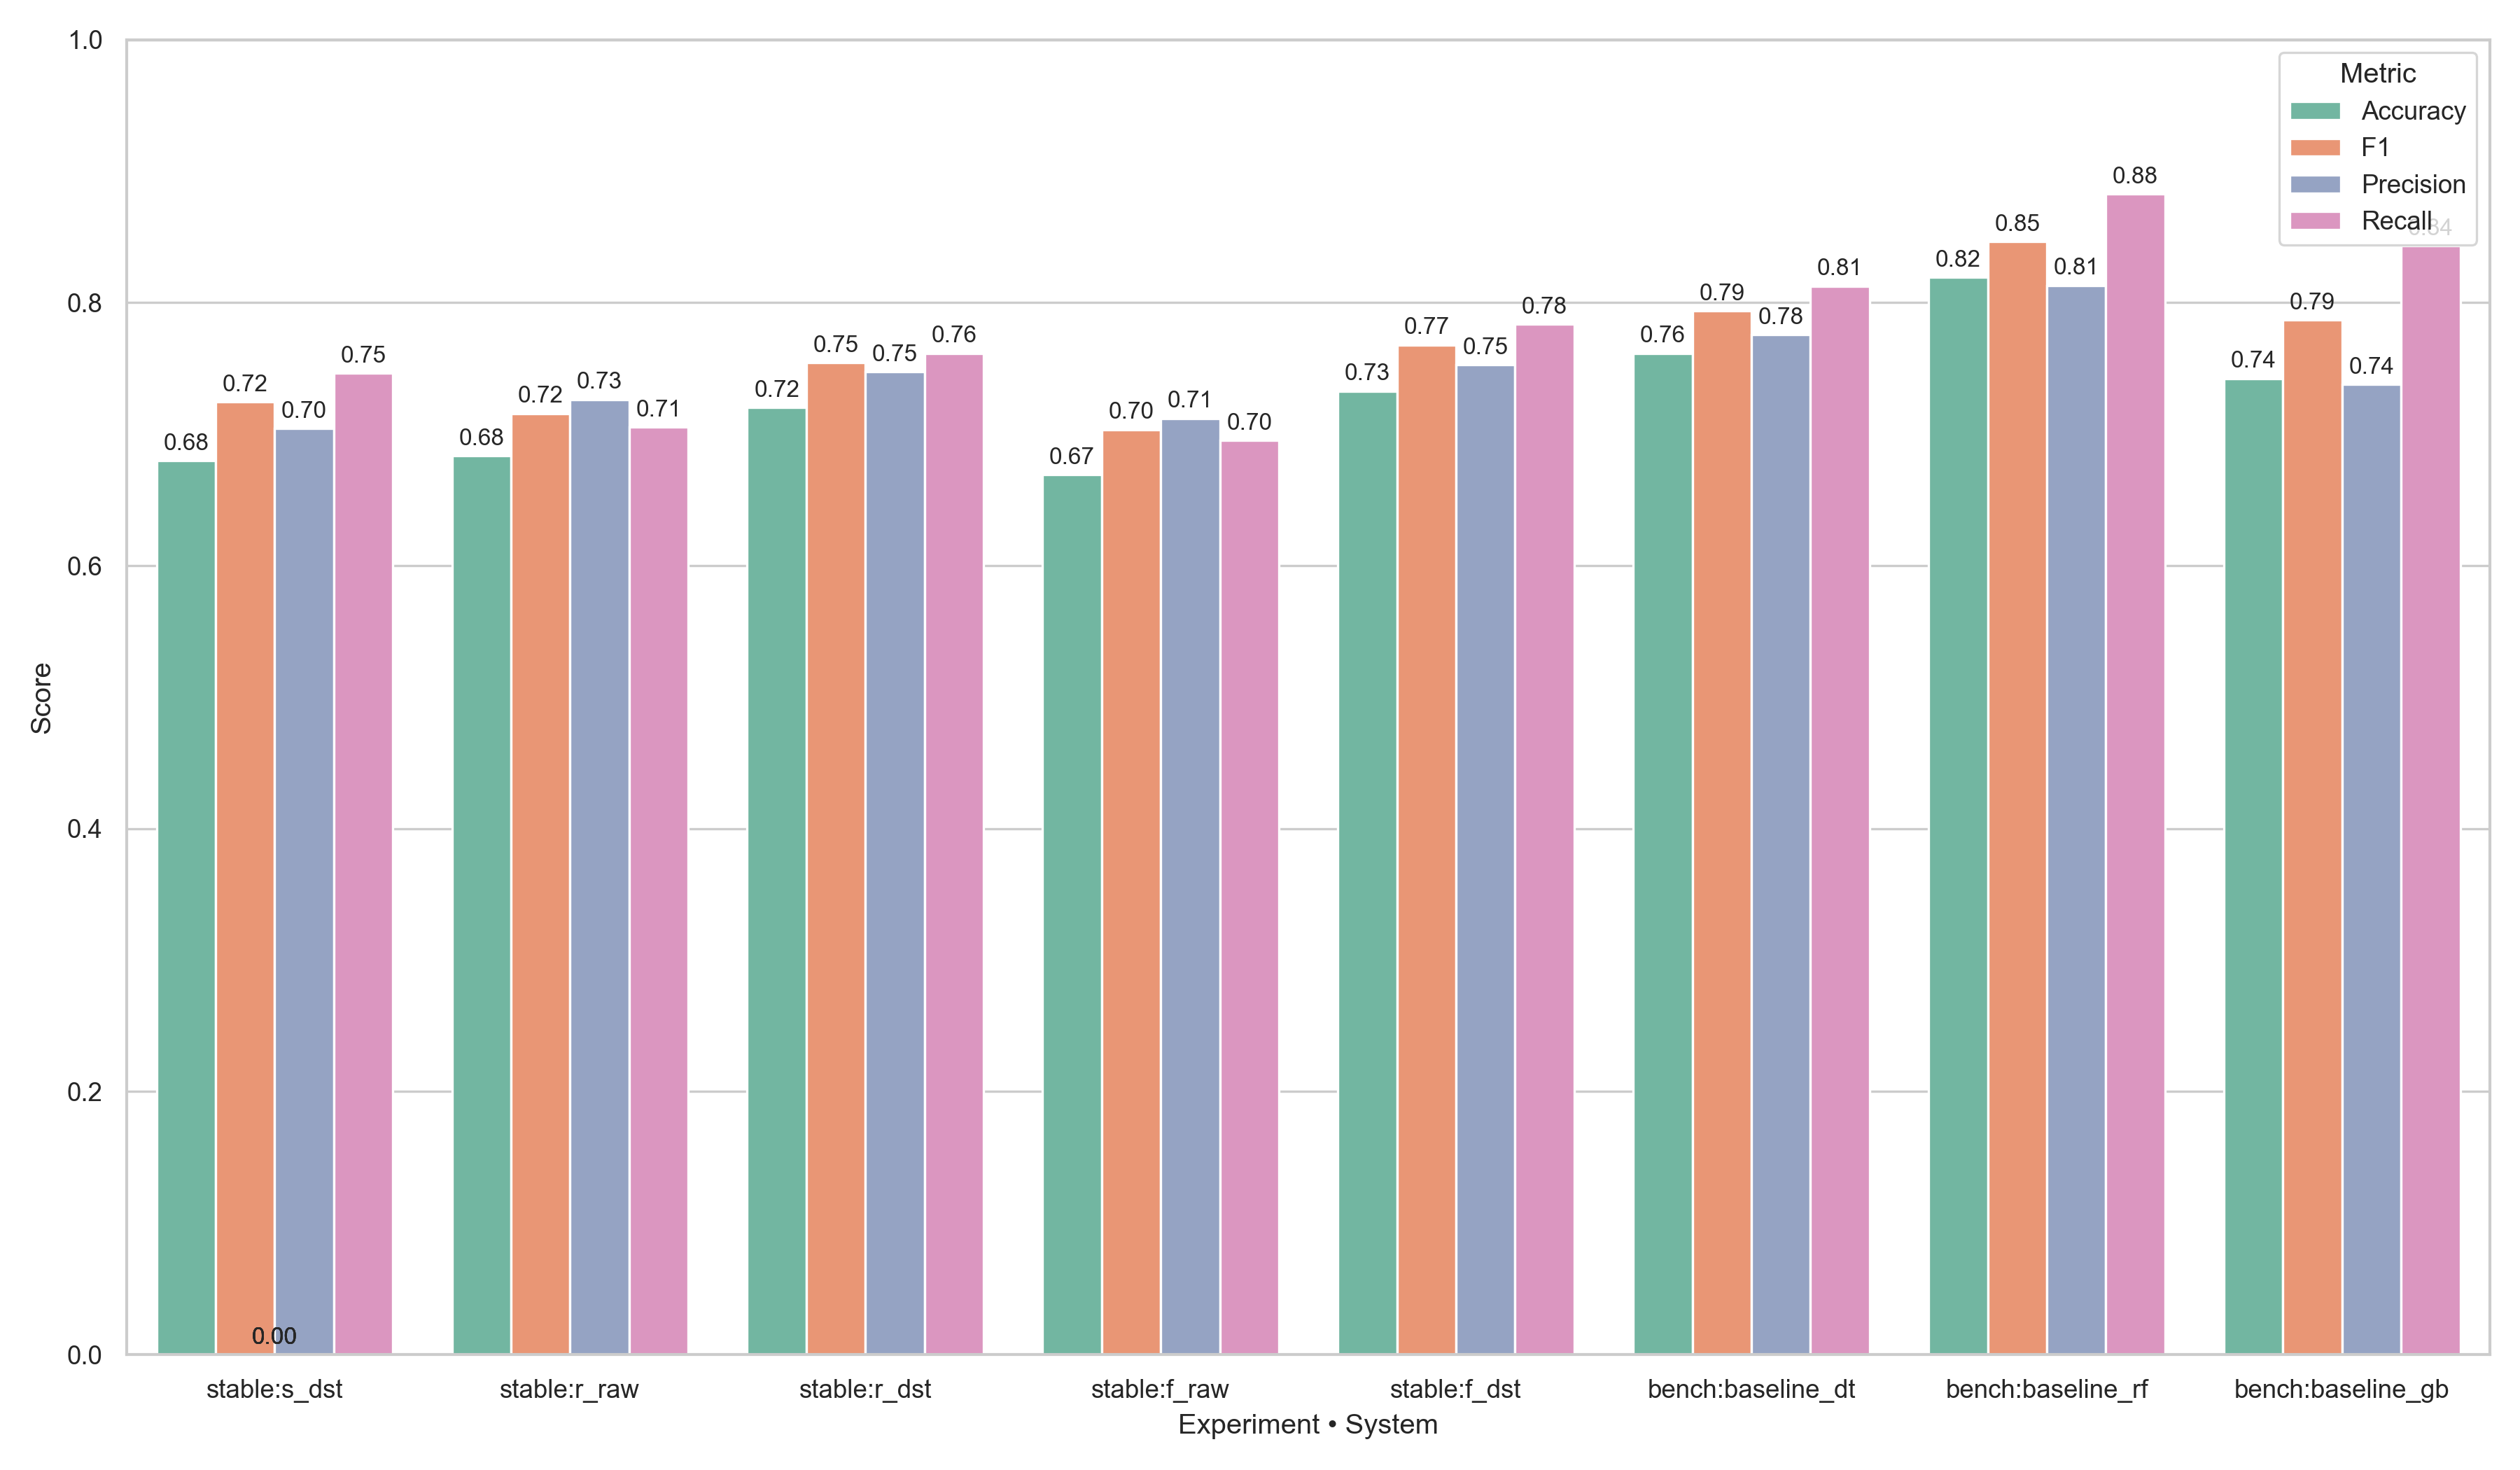 1.0
0.8
0.6
0.4
0.2
0.0
Score
Metric
Accuracy
F1
Precision
Recall
0.68
0.72
0.70
0.75
0.00
0.68
0.72
0.73
0.71
0.72
0.75
0.75
0.76
0.67
0.70
0.71
0.70
0.73
0.77
0.75
0.78
0.76
0.79
0.78
0.81
0.82
0.85
0.81
0.88
0.74
0.79
0.74
0.84
stable:s_dst
stable:r_raw
stable:r_dst
stable:f_raw
stable:f_dst
bench:baseline_dt
bench:baseline_rf
bench:baseline_gb
Experiment • System